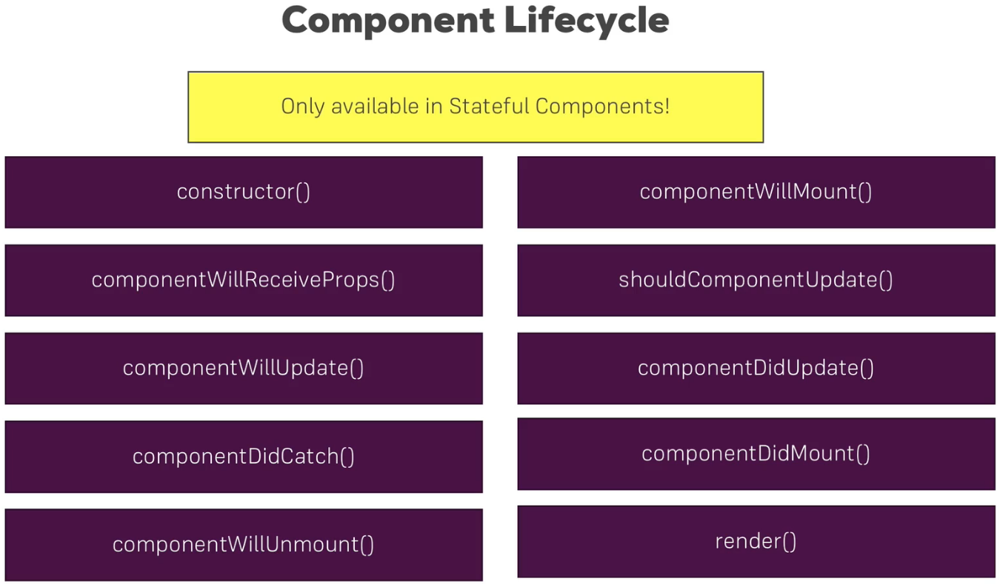 Component Lifecycle
Only available in Stateful Components!
constructor()
componentWillMount()
componentWillReceiveProps()
shouldComponentUpdate()
componentWillUpdate()
componentDidUpdate()
componentDidCatch()
componentDidMount()
componentWillUnmount()
render()